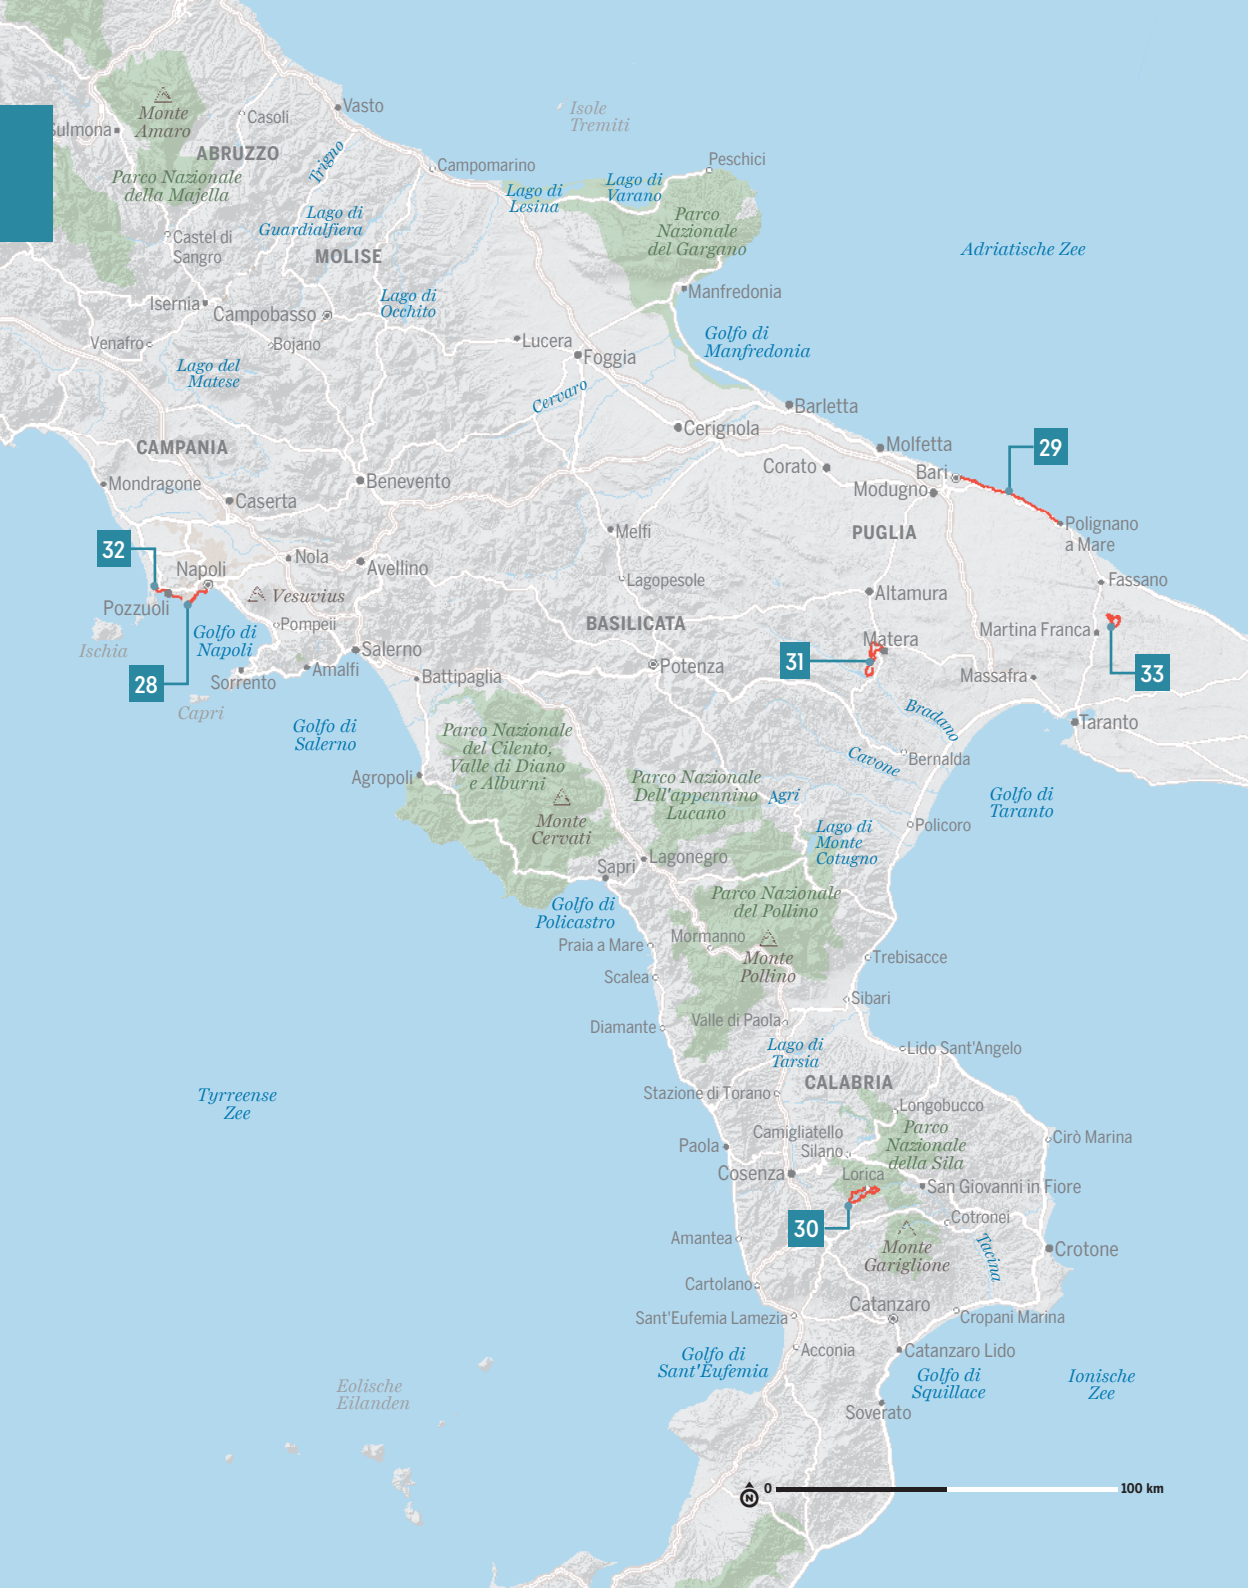 Vasto
Isole
Tremiti
Monte
Amaro
Casoli
Sulmona
ABRUZZO
Trigno
Campomarino
Peschici
Parco Nazionale
della Majella
Lago di
Lesina
Lago di
Varano
Lago di
Guardialfiera
Parco
Nazionale
del Gargano
Castel di
Sangro
MOLISE
Adriatische Zee
Isernia
Campobasso
Lago di
Occhito
Manfredonia
Venafro
Bojano
Lucera
Foggia
Golfo di
Manfredonia
Lago del
Matese
Cervaro
Barletta
Cerignola
CAMPANIA
Molfetta
29
Corato
Bari
Modugno
Mondragone
Caserta
Benevento
Polignano
a Mare
Melfi
PUGLIA
32
Nola
Avellino
Napoli
Vesuvius
Lagopesole
Fassano
Altamura
Pozzuoli
Pompeii
Ischia
Golfo di
Napoli
BASILICATA
Martina Franca
Matera
Salerno
31
28
Sorrento
Amalfi
Battipaglia
Potenza
Massafra
33
Capri
Bradano
Taranto
Golfo di
Salerno
Parco Nazionale
del Cilento,
Valle di Diano
e Alburni
Cavone
Bernalda
Agropoli
Parco Nazionale
Dell'appennino
Lucano
Agri
Golfo di
Taranto
Monte
Cervati
Lago di
Monte
Cotugno
Policoro
Sapri
Lagonegro
Golfo di
Policastro
Parco Nazionale
del Pollino
Praia a Mare
Mormanno
Monte
Pollino
Trebisacce
Scalea
Sibari
Diamante
Valle di Paola
Lago di
Tarsia
Lido Sant'Angelo
CALABRIA
Tyrreense
Zee
Stazione di Torano
Longobucco
Camigliatello
Silano
Parco
Nazionale
della Sila
Cirò Marina
Paola
Cosenza
Lorica
San Giovanni in Fiore
30
Cotronei
Amantea
Monte
Gariglione
Tacina
Crotone
Cartolano
Catanzaro
Sant'Eufemia Lamezia
Cropani Marina
Acconia
Catanzaro Lido
Golfo di
Sant'Eufemia
Golfo di
Squillace
Ionische
Zee
Eolische
Eilanden
Soverato
N
0
100 km